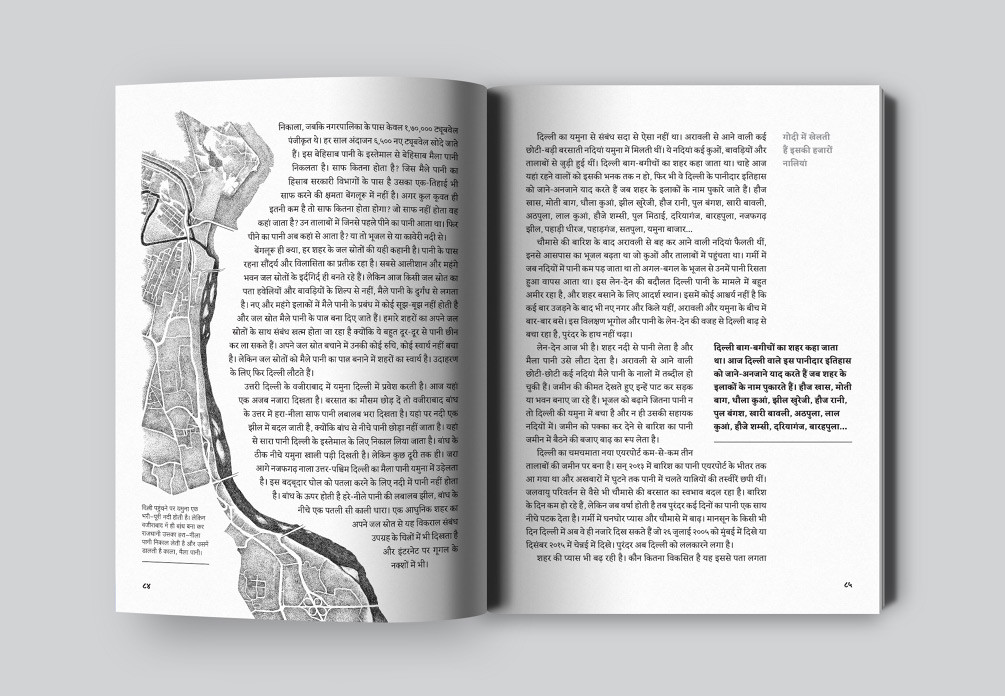 निकाला, जबकि नगरपालिका के पास केवल १,७०,००० ट्यूबवेल
पंजीकृत थे। हर साल अंदाजन ६,५०० नए ट्यूबवेल खोदे जाते
हैं। इस बेहिसाब पानी के इस्तेमाल से बेहिसाब मैला पानी
निकलता है। साफ कितना होता है? जिस मैले पानी का
हिसाब सरकारी विभागों के पास है उसका एक-तिहाई भी
साफ करने की क्षमता बेंगलूरू में नहीं है। अगर कुल कुवत ही
इतनी कम है तो साफ कितना होता होगा? जो साफ नहीं होता वह
कहां जाता है? उन तालाबों में जिनसे पहले पीने का पानी आता था। फिर
पीने का पानी अब कहां से आता है? या तो भूजल से या कावेरी नदी से।
बेंगलूरू ही क्या, हर शहर के जल स्रोतों की यही कहानी है। पानी के पास
रहना सौंदर्य और विलासिता का प्रतीक रहा है। सबसे आलीशान और महंगे
भवन जल स्रोतों के इर्दगिर्द ही बनते रहे हैं। लेकिन आज किसी जल स्रोत का
पता हवेलियों और बावड़ियों के शिल्प से नहीं, मैले पानी के दुर्गंध से लगता
है। नए और महंगे इलाकों में मैले पानी के प्रबंध में कोई सूझ-बूझ नहीं होती है
और जल स्रोत मैले पानी के पात्र बना दिए जाते हैं। हमारे शहरों का अपने जल
स्रोतों के साथ संबंध खत्म होता जा रहा है क्योंकि ये बहुत दूर-दूर से पानी छीन
कर ला सकते हैं। अपने जल स्रोत बचाने में उनकी कोई रुचि, कोई स्वार्थ नहीं बचा
है। लेकिन जल स्रोतों को मैले पानी का पात्र बनाने में शहरों का स्वार्थ है। उदाहरण
के लिए फिर दिल्ली लौटते हैं।
उत्तरी दिल्ली के वजीराबाद में यमुना दिल्ली में प्रवेश करती है। आज यहां
एक अजब नजारा दिखता है। बरसात का मौसम छोड़ दें तो वजीराबाद बांध
के उत्तर में हरा-नीला साफ पानी लबालब भरा दिखता है। यहां पर नदी एक
झील में बदल जाती है, क्योंकि बांध से नीचे पानी छोड़ा नहीं जाता है। यहां
से सारा पानी दिल्ली के इस्तेमाल के लिए निकाल लिया जाता है। बांध के
ठीक नीचे यमुना खाली पड़ी दिखती है। लेकिन कुछ दूरी तक ही। जरा
आगे नजफगढ़ नाला उत्तर-पश्चिम दिल्ली का मैला पानी यमुना में उड़ेलता
है। इस बदबूदार घोल को पतला करने के लिए नदी में पानी नहीं होता
है। बांध के ऊपर होती है हरे-नीले पानी की लबालब झील, बांध के
नीचे एक पतली सी काली धारा। एक आधुनिक शहर का
अपने जल स्रोत से यह विकराल संबंध
उपग्रह के चित्रों में भी दिखता है
और इंटरनेट पर गूगल के
नक्शों में भी।
दिल्ली पहुंचने पर यमुना एक
भरी-पूरी नदी होती है। लेकिन
वजीराबाद में ही बांध बना कर
राजधानी उसका हरा-नीला
पानी निकाल लेती है और उसमें
डालती है काला, मैला पानी।
८४
दिल्ली का यमुना से संबंध सदा से ऐसा नहीं था। अरावली से आने वाली कई
छोटी-बड़ी बरसाती नदियां यमुना में मिलती थीं। ये नदियां कई कुओं, बावड़ियों और
तालाबों से जुड़ी हुई थीं। दिल्ली बाग-बगीचों का शहर कहा जाता था। चाहे आज
यहां रहने वालों को इसकी भनक तक न हो, फिर भी वे दिल्ली के पानीदार इतिहास
को जाने-अनजाने याद करते हैं जब शहर के इलाकों के नाम पुकारे जाते हैं। हौज
खास, मोती बाग, धौला कुआं, झील खुरेजी, हौज रानी, पुल बंगश, खारी बावली,
अठपुला, लाल कुआं, हौजे शम्सी, पुल मिठाई, दरियागंज, बारहपुला, नजफगढ़
झील, पहाड़ी धीरज, पहाड़गंज, सतपुला, यमुना बाजार...
चौमासे की बारिश के बाद अरावली से बह कर आने वाली नदियां फैलती थीं,
इनसे आसपास का भूजल बढ़ता था जो कुओं और तालाबों में पहुंचता था। गर्मी में
जब नदियों में पानी कम पड़ जाता था तो अगल-बगल के भूजल से उनमें पानी रिसता
हुआ वापस आता था। इस लेन-देन की बदौलत दिल्ली पानी के मामले में बहुत
अमीर रहा है, और शहर बसाने के लिए आदर्श स्थान। इसमें कोई आश्चर्य नहीं है कि
कई बार उजड़ने के बाद भी नए नगर और किले यहीं, अरावली और यमुना के बीच में
बार-बार बसे। इस विलक्षण भूगोल और पानी के लेन-देन की वजह से दिल्ली बाढ़ से
बचा रहा है, पुरंदर के हाथ नहीं चढ़ा।
लेन-देन आज भी है। शहर नदी से पानी लेता है और
मैला पानी उसे लौटा देता है। अरावली से आने वाली
छोटी-छोटी कई नदियां मैले पानी के नालों में तब्दील हो
चुकी हैं। जमीन की कीमत देखते हुए इन्हें पाट कर सड़क
या भवन बनाए जा रहे हैं। भूजल को बढ़ाने जितना पानी न
तो दिल्ली की यमुना में बचा है और न ही उसकी सहायक
नदियों में। जमीन को पक्का कर देने से बारिश का पानी
जमीन में बैठने की बजाए बाढ़ का रूप लेता है।
दिल्ली का चमचमाता नया एयरपोर्ट कम-से-कम तीन
तालाबों की जमीन पर बना है। सन् २०१३ में बारिश का पानी एयरपोर्ट के भीतर तक
आ गया था और अखबारों में घुटने तक पानी में चलते यात्रियों की तस्वीरें छपी थीं।
जलवायु परिवर्तन से वैसे भी चौमासे की बरसात का स्वभाव बदल रहा है। बारिश
के दिन कम हो रहे हैं, लेकिन जब वर्षा होती है तब पुरंदर कई दिनों का पानी एक साथ
नीचे पटक देता है। गर्मी में घनघोर प्यास और चौमासे में बाढ़। मानसून के किसी भी
दिन दिल्ली में अब वे ही नजारे दिख सकते हैं जो २६ जुलाई २००५ को मुंबई में दिखे या
दिसंबर २०१५ में चेन्नई में दिखे। पुरंदर अब दिल्ली को ललकारने लगा है।
शहर की प्यास भी बढ़ रही है। कौन कितना विकसित है यह इससे पता लगता
गोदी में खेलती
हैं इसकी हजारों
नालियां
दिल्ली बाग-बगीचों का शहर कहा जाता
था। आज दिल्ली वाले इस पानीदार इतिहास
को जाने-अनजाने याद करते हैं जब शहर के
इलाकों के नाम पुकारते हैं। हौज खास, मोती
बाग, धौला कुआं, झील खुरेजी, हौज रानी,
पुल बंगश, खारी बावली, अठपुला, लाल
कुआं, हौजे शम्सी, दरियागंज, बारहपुला...
८५